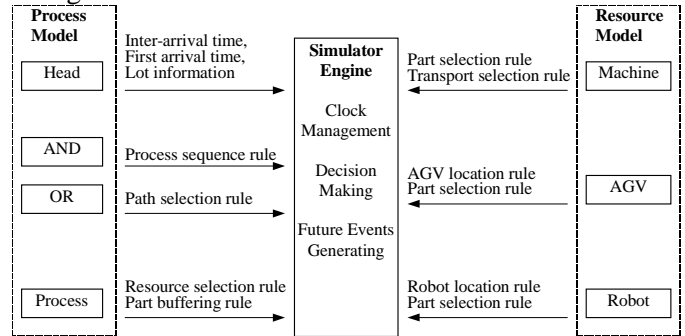 Process
Model
Head
AND
OR
Process
Inter-arrival time,
First arrival time,
Lot information
Process sequence rule
Path selection rule
Resource selection rule
Part buffering rule
Simulator
Engine
Clock
Management
Decision
Making
Future Events
Generating
Part selection rule
Transport selection rule
AGV location rule
Part selection rule
Robot location rule
Part selection rule
Resource
Model
Machine
AGV
Robot